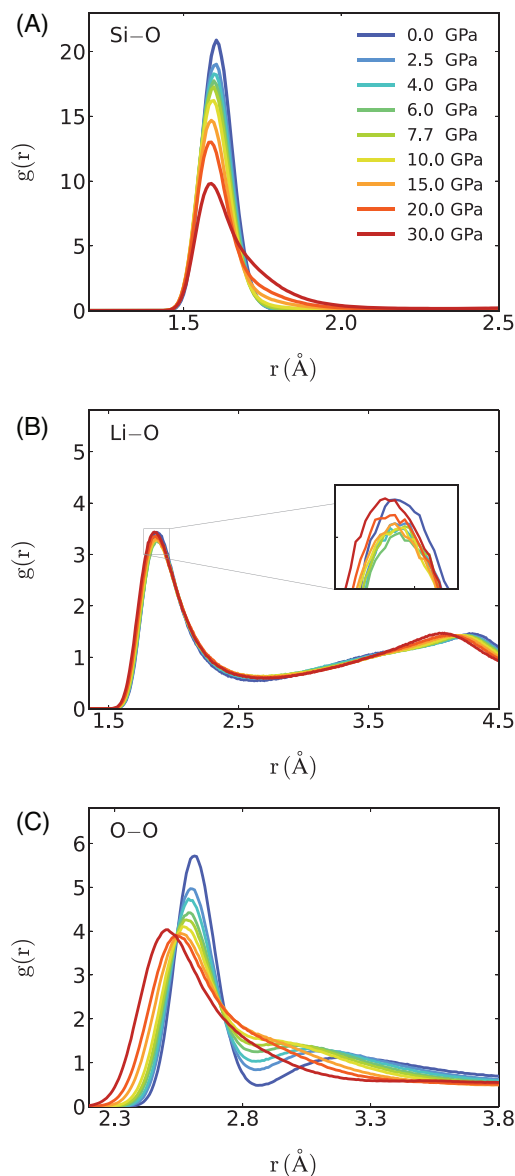 (A)
Si–O
0.0 GPa
2.5 GPa
4.0 GPa
6.0 GPa
7.7 GPa
10.0 GPa
15.0 GPa
20.0 GPa
30.0 GPa
20
15
10
5
0
g(r)
1.5
2.0
2.5
r (Å)
(B)
Li–O
5
4
3
2
1
0
g(r)
1.5
2.5
3.5
4.5
r (Å)
(C)
O–O
6
5
4
3
2
1
0
g(r)
2.3
2.8
3.3
3.8
r (Å)